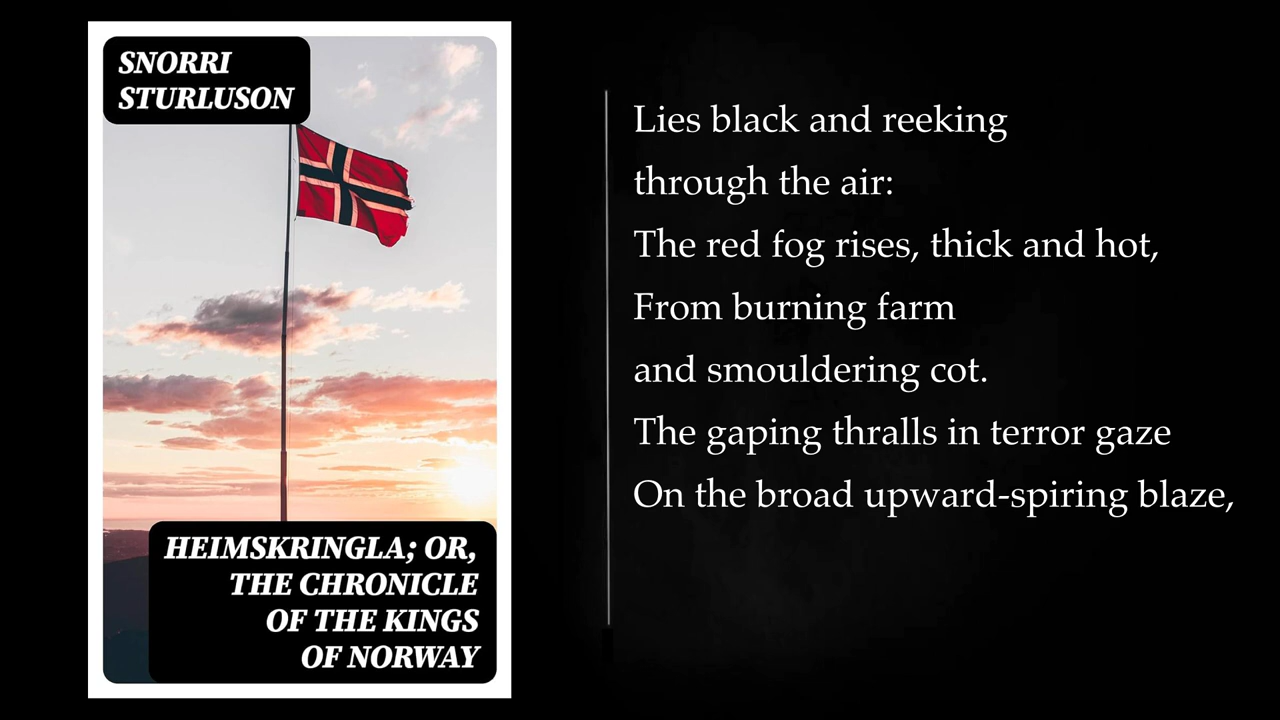 SNORRI
STURLUSON
HEIMSKRINGLA; OR,
THE CHRONICLE
OF THE KINGS
OF NORWAY
Lies black and reeking
through the air:
The red fog rises, thick and hot,
From burning farm
and smouldering cot.
The gaping thralls in terror gaze
On the broad upward-spiring blaze,